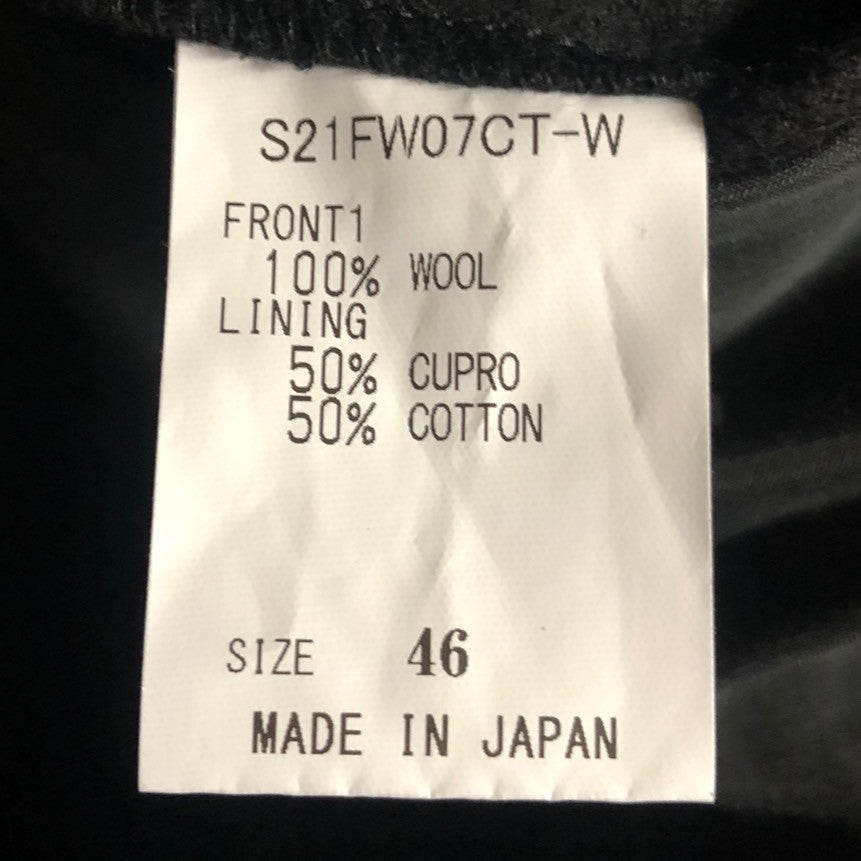 S21FW07CT-W
FRONT1
100% WOOL
LINING
50% CUPRO
50% COTTON
SIZE 46
MADE IN JAPAN